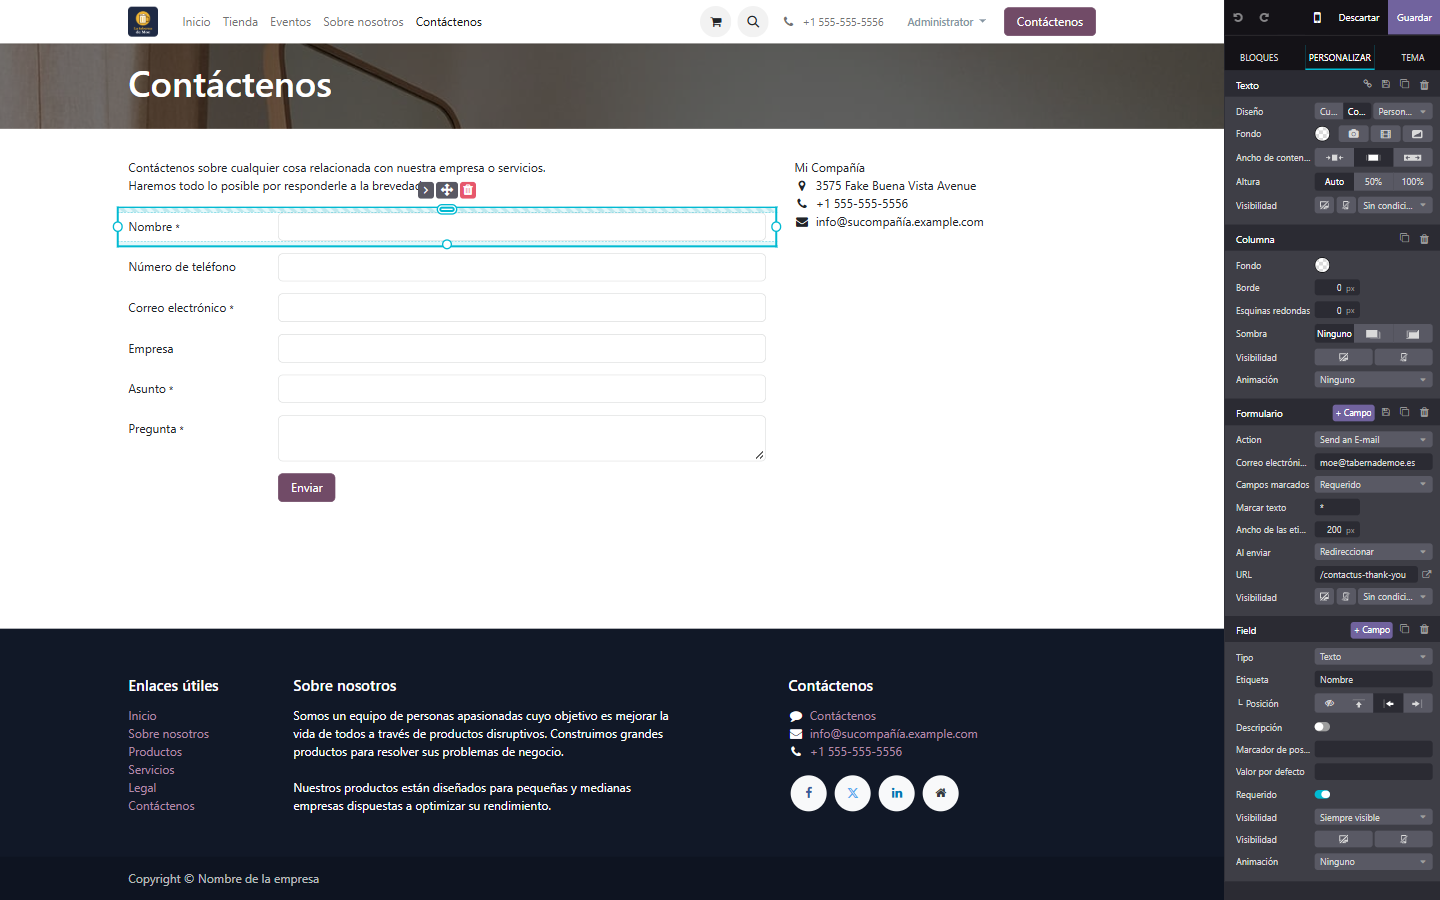 Inicio
Tienda
Eventos
Sobre nosotros
Contáctenos
+1 555-555-5556
Administrator
Contáctenos
Descartar
Guardar
Contáctenos
BLOQUES
PERSONALIZAR
TEMA
Texto
Diseño
Cu...
Co...
Person...
Fondo
Ancho de conten...
Altura
Auto
50%
100%
Visibilidad
Sin condici...
Contáctenos sobre cualquier cosa relacionada con nuestra empresa o servicios.
Haremos todo lo posible por responderle a la brevedad
Mi Compañía
3575 Fake Buena Vista Avenue
+1 555-555-5556
info@sucompañía.example.com
Nombre *
Número de teléfono
Correo electrónico *
Empresa
Asunto *
Pregunta *
Enviar
Columna
Fondo
Borde
0 px
Esquinas redondas
0 px
Sombra
Ninguno
Visibilidad
Animación
Ninguno
Formulario
+ Campo
Action
Send an E-mail
Correo electróni...
moe@tabernademoe.es
Campos marcados
Requerido
Marcar texto
*
Ancho de las eti...
200 px
Al enviar
Redireccionar
URL
/contactus-thank-you
Visibilidad
Sin condici...
Field
+ Campo
Tipo
Texto
Etiqueta
Nombre
└ Posición
Descripción
Marcador de pos...
Valor por defecto
Requerido
Visibilidad
Siempre visible
Visibilidad
Animación
Ninguno
Enlaces útiles
Inicio
Sobre nosotros
Productos
Servicios
Legal
Contáctenos
Sobre nosotros
Somos un equipo de personas apasionadas cuyo objetivo es mejorar la
vida de todos a través de productos disruptivos. Construimos grandes
productos para resolver sus problemas de negocio.
Nuestros productos están diseñados para pequeñas y medianas
empresas dispuestas a optimizar su rendimiento.
Contáctenos
Contáctenos
info@sucompañía.example.com
+1 555-555-5556
Copyright © Nombre de la empresa